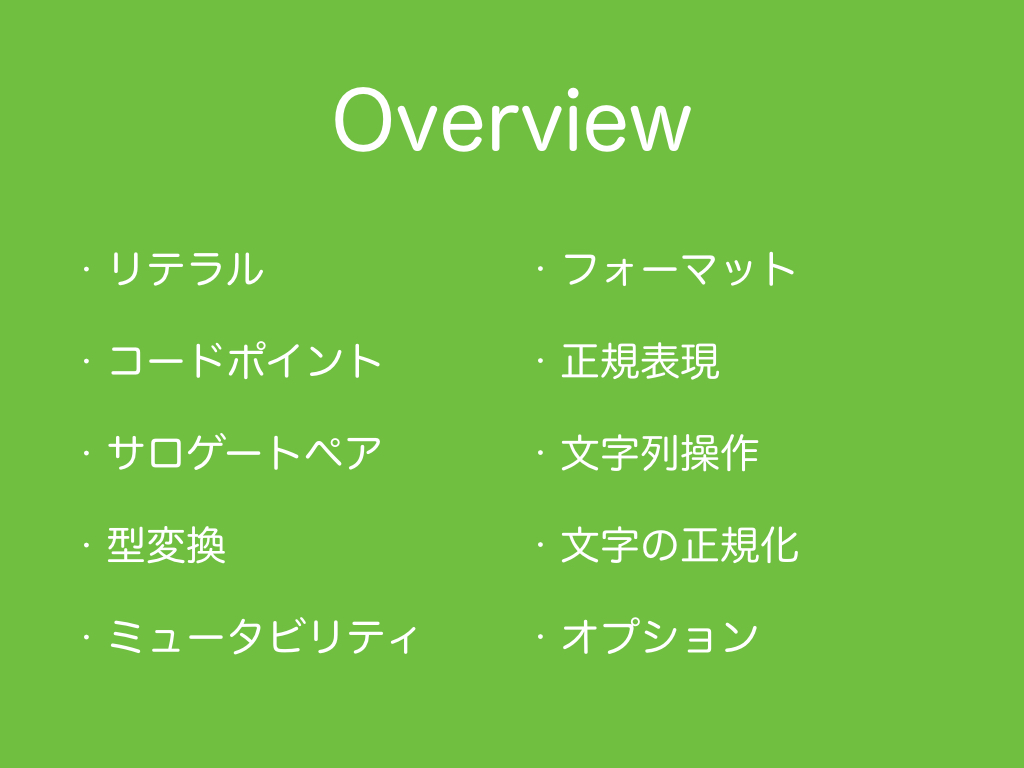 Overview
・リテラル
・コードポイント
・サロゲートペア
・型変換
・ミュータビリティ
・フォーマット
・正規表現
・文字列操作
・文字の正規化
・オプション